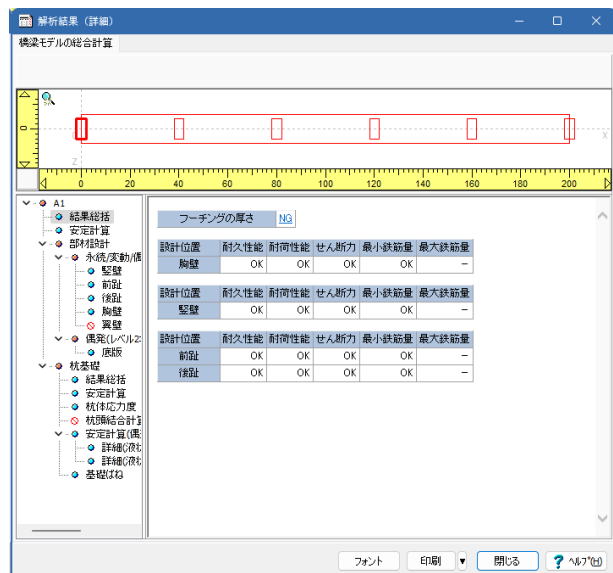 解析結果（詳細）
橋梁モデルの総合計算
0
X
Z
0 20 40 60 80 100 120 140 160 180 200
A1
結果総括
安定計算
部材設計
永続/変動/偶
竪壁
前趾
後趾
胸壁
翼壁
偶発(レベル2
底版
杭基礎
結果総括
安定計算
杭体応力度
杭頭結合計算
安定計算(偶
詳細(液状
詳細(液状
基礎ばね
フーチングの厚さ NG
設計位置 耐久性能 耐荷性能 せん断力 最小鉄筋量 最大鉄筋量
胸壁 OK OK OK OK －
設計位置 耐久性能 耐荷性能 せん断力 最小鉄筋量 最大鉄筋量
竪壁 OK OK OK OK －
設計位置 耐久性能 耐荷性能 せん断力 最小鉄筋量 最大鉄筋量
前趾 OK OK OK OK －
後趾 OK OK OK OK －
フォント 印刷 ▼ 閉じる ? ﾍﾙﾌﾟ(H)